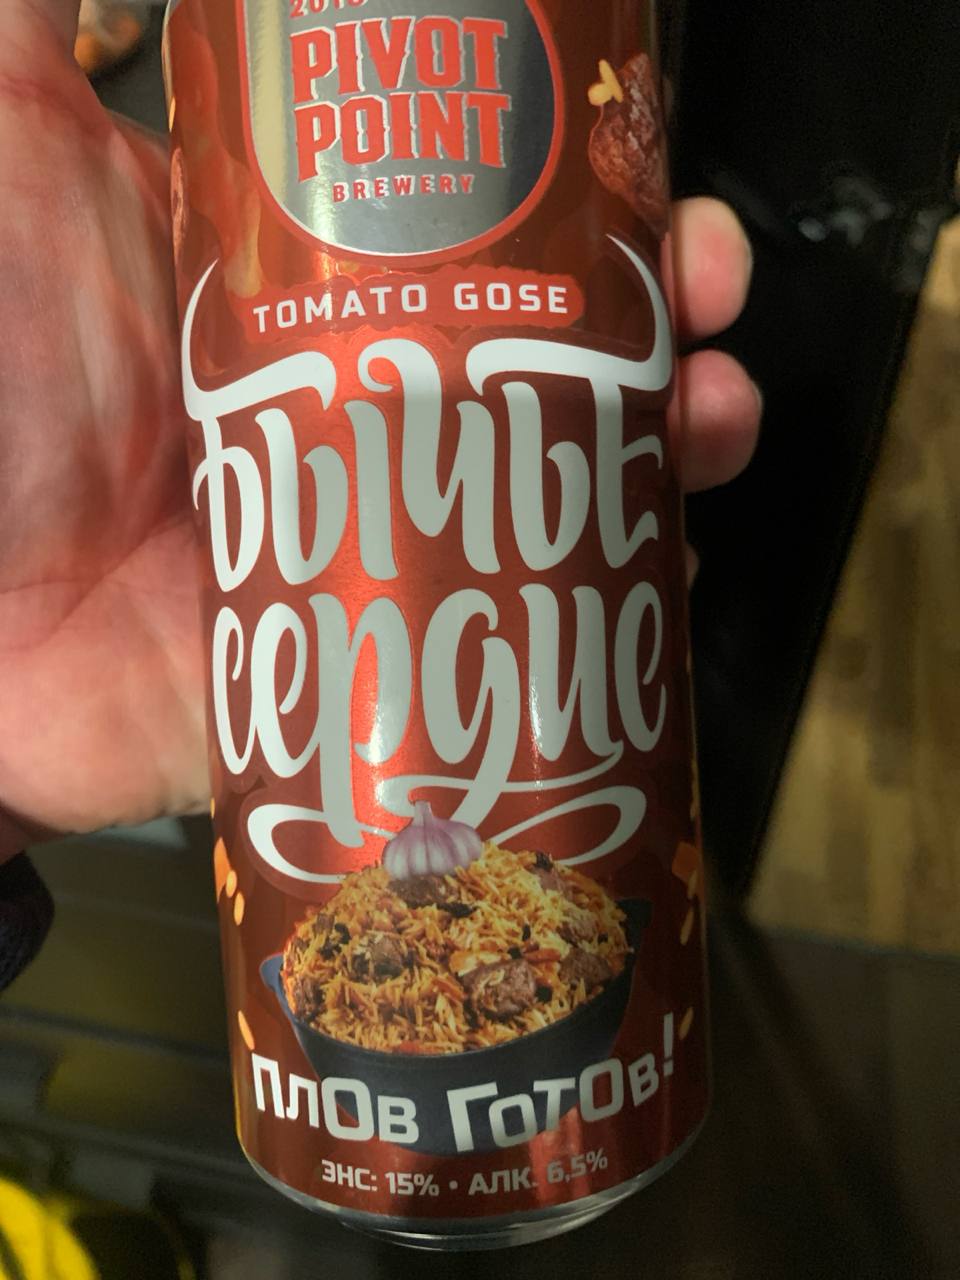 PIVOT
POINT
BREWERY
TOMATO GOSE
БЫЧЬЕ
сердце
ПЛОВ ГОТОВ!
ЭНС: 15% • АЛК. 6,5%